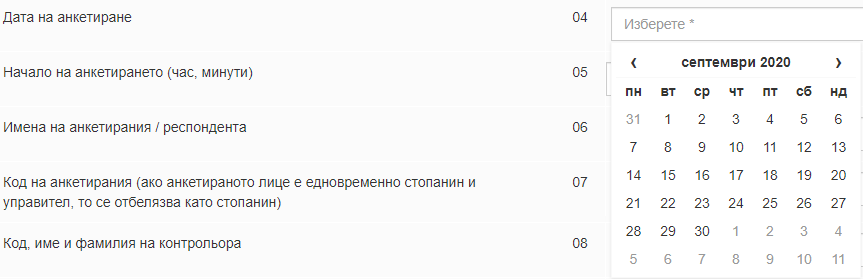 Дата на анкетиране 04 Изберете *
‹ септември 2020 ›
Начало на анкетирането (час, минути) 05
пн вт ср чт пт сб нд
31 1 2 3 4 5 6
Имена на анкетирания / респондента 06
7 8 9 10 11 12 13
14 15 16 17 18 19 20
Код на анкетирания (ако анкетираното лице е едновременно стопанин и 07
управител, то се отбелязва като стопанин)
21 22 23 24 25 26 27
28 29 30 1 2 3 4
Код, име и фамилия на контрольора 08
5 6 7 8 9 10 11